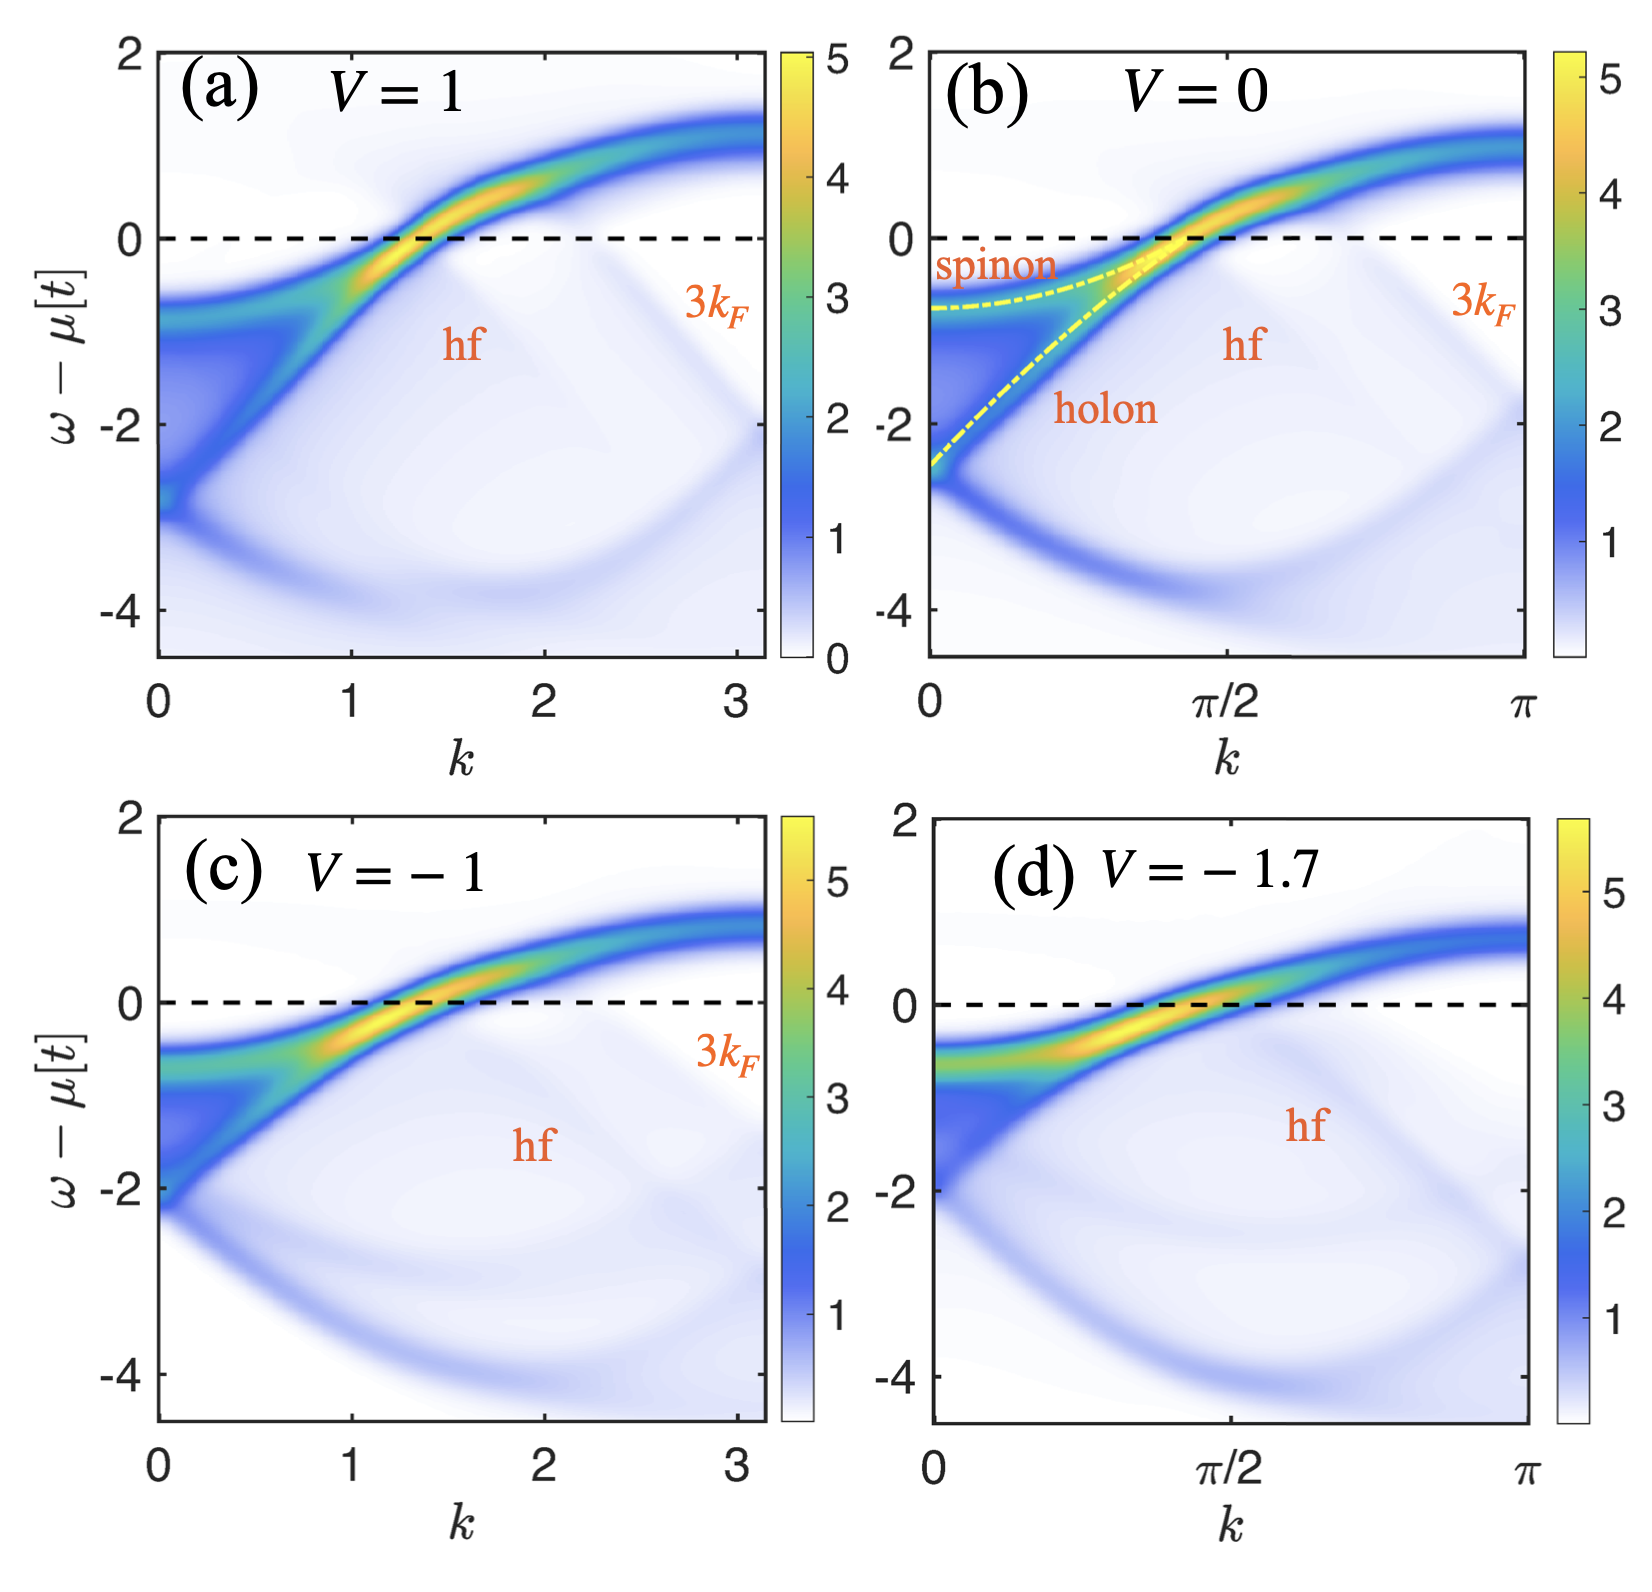 (a) V = 1
(b) V = 0
2
0
-2
-4
ω − μ[t]
3k_F
hf
0 1 2 3
k
5
4
3
2
1
0
2
0
-2
-4
spinon
3k_F
hf
holon
0 π/2 π
k
5
4
3
2
1
(c) V = − 1
(d) V = − 1.7
2
0
-2
-4
ω − μ[t]
3k_F
hf
0 1 2 3
k
5
4
3
2
1
2
0
-2
-4
hf
0 π/2 π
k
5
4
3
2
1